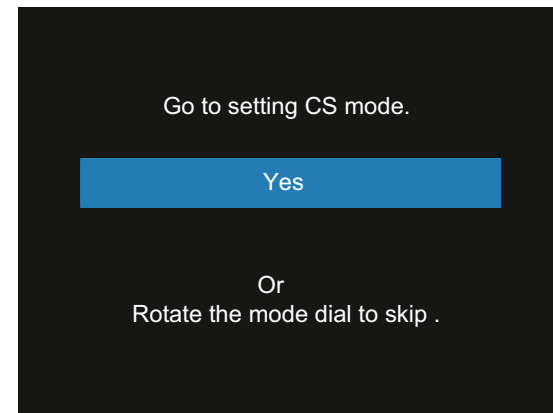 Go to setting CS mode.
Yes
Or
Rotate the mode dial to skip .